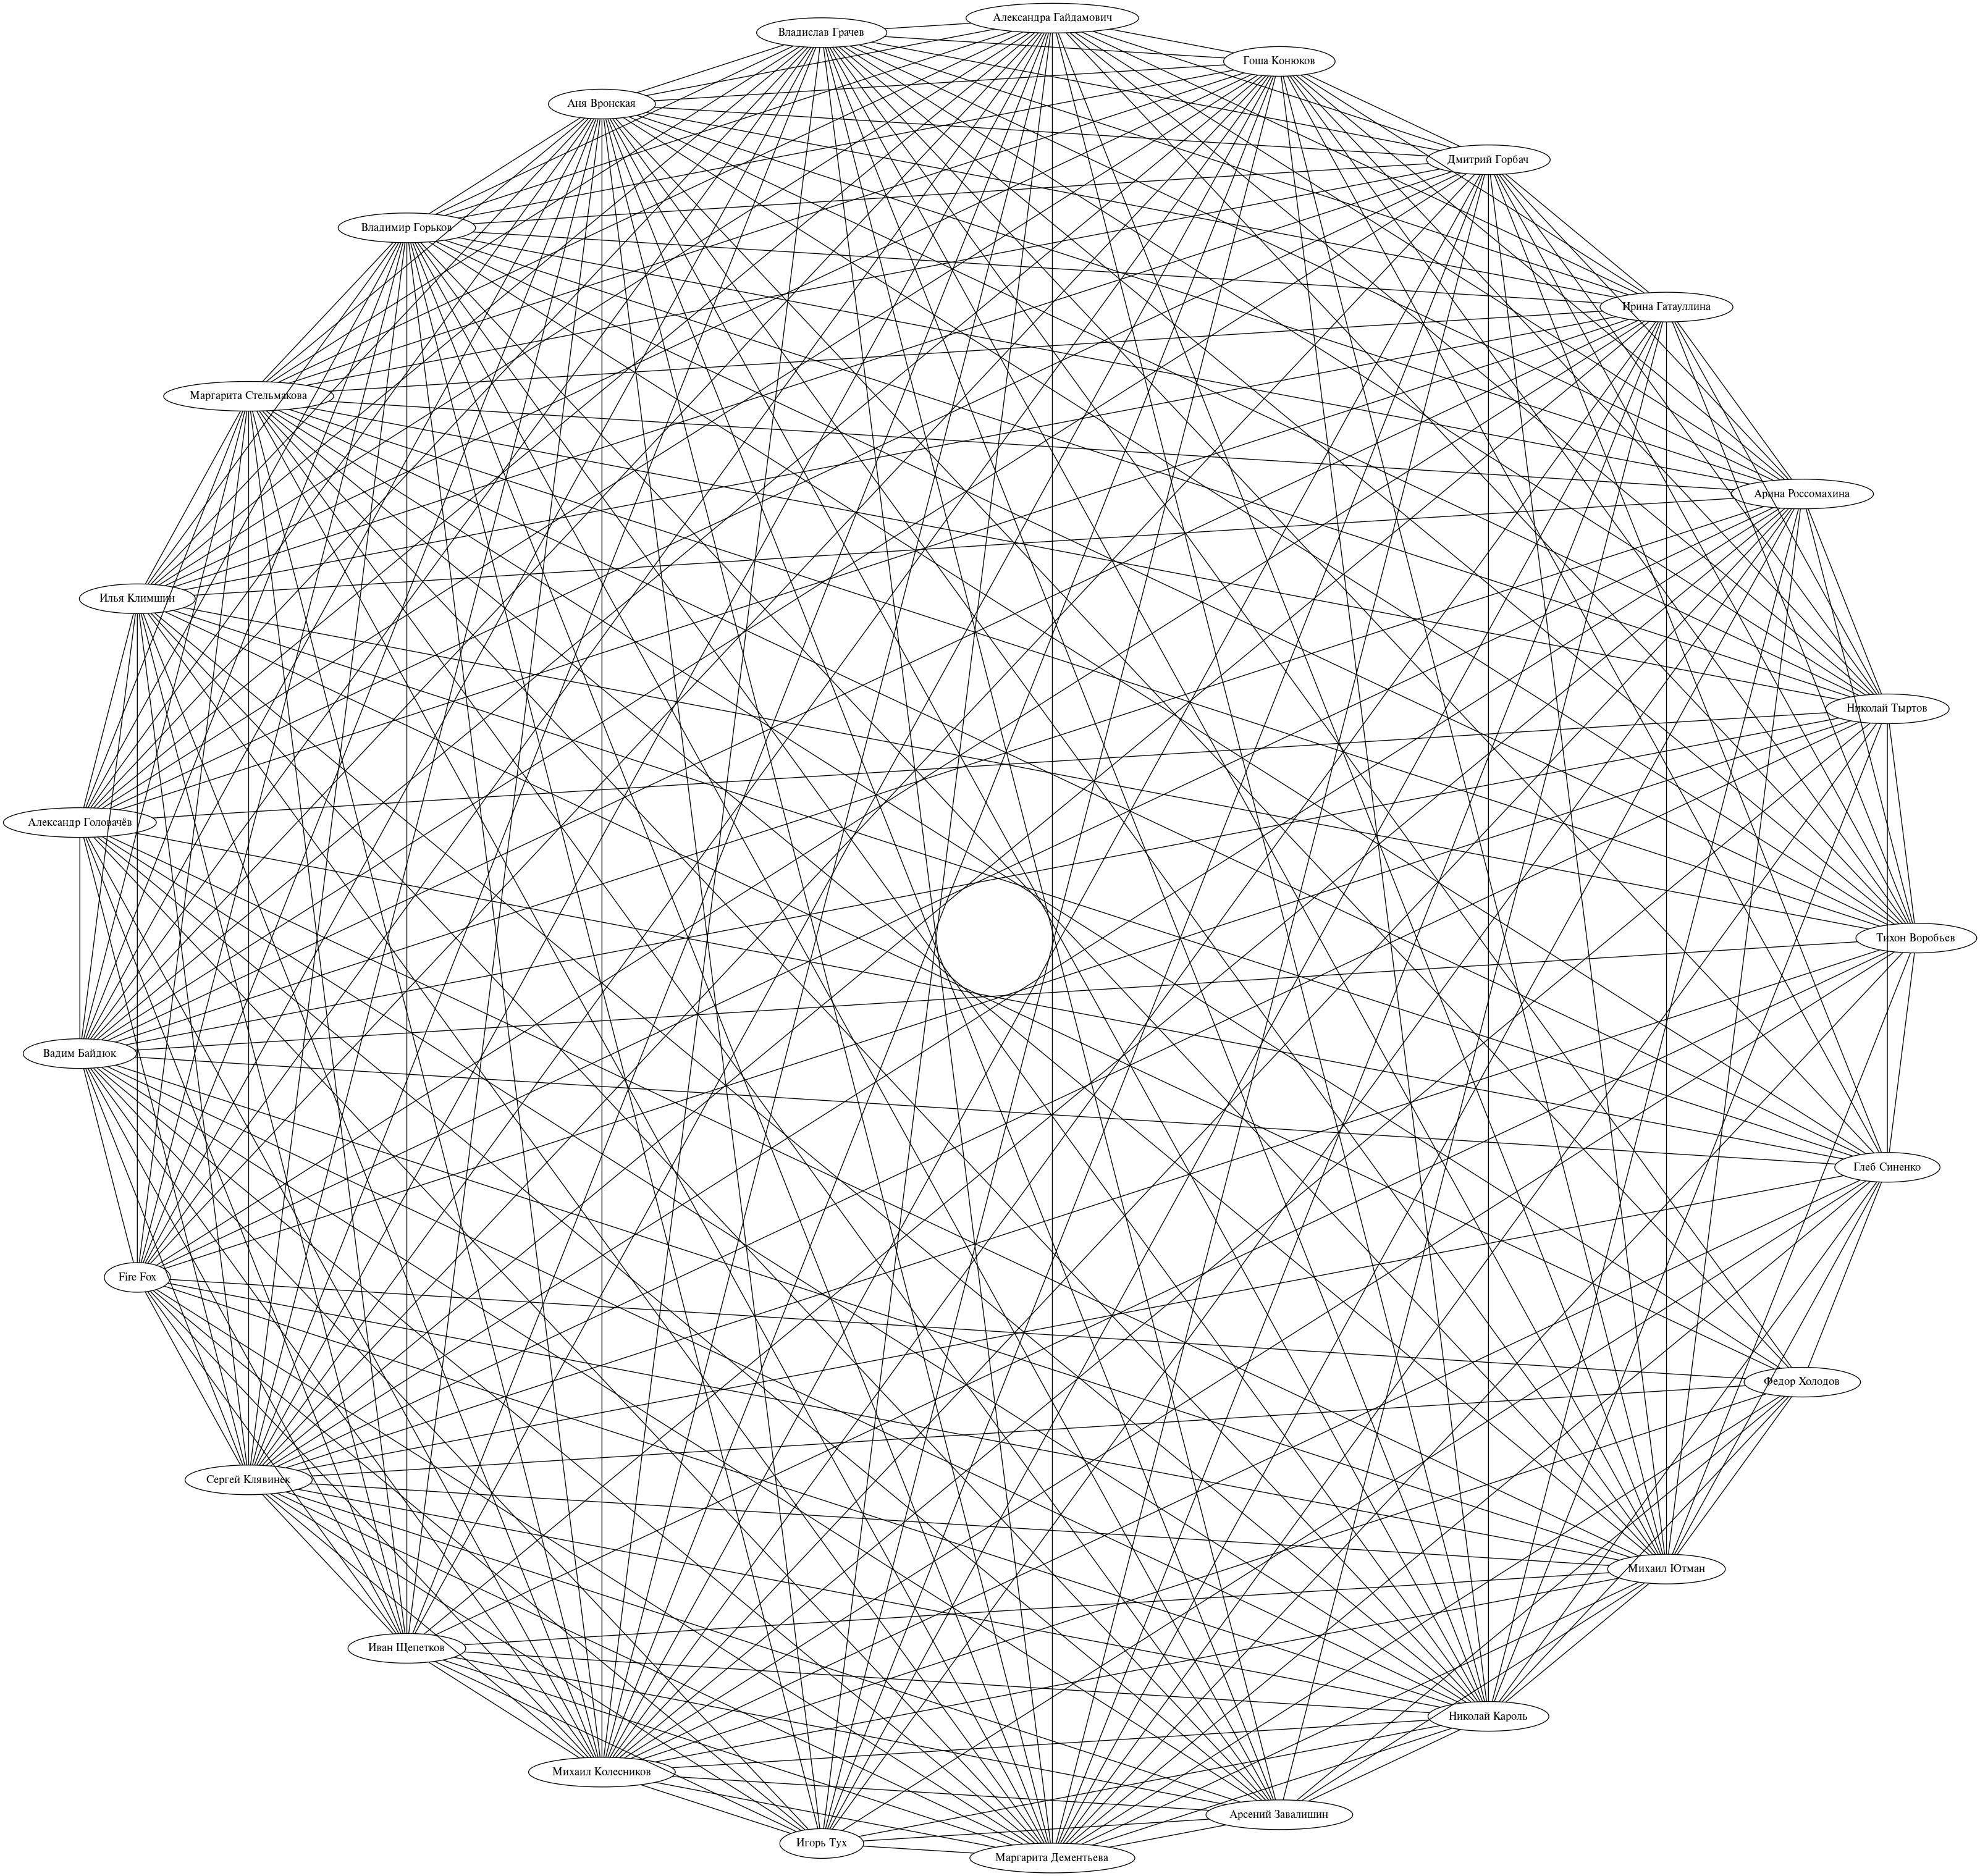 Александра Гайдамович
Владислав Грачев
Гоша Конюков
Аня Вронская
Дмитрий Горбач
Владимир Горьков
Ирина Гатауллина
Маргарита Стельмакова
Арина Россомахина
Илья Климшин
Николай Тыртов
Александр Головачёв
Тихон Воробьев
Вадим Байдюк
Глеб Синенко
Fire Fox
Федор Холодов
Сергей Клявинек
Михаил Ютман
Иван Щепетков
Николай Кароль
Михаил Колесников
Арсений Завалишин
Игорь Тух
Маргарита Дементьева